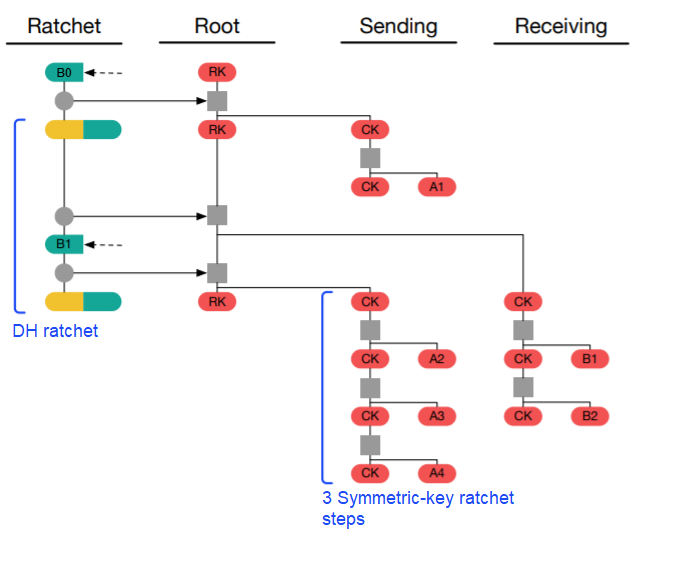 Ratchet Root Sending Receiving
B0 RK
RK CK
CK A1
B1
RK CK CK
DH ratchet
CK A2 CK B1
CK A3 CK B2
CK A4
3 Symmetric-key ratchet
steps